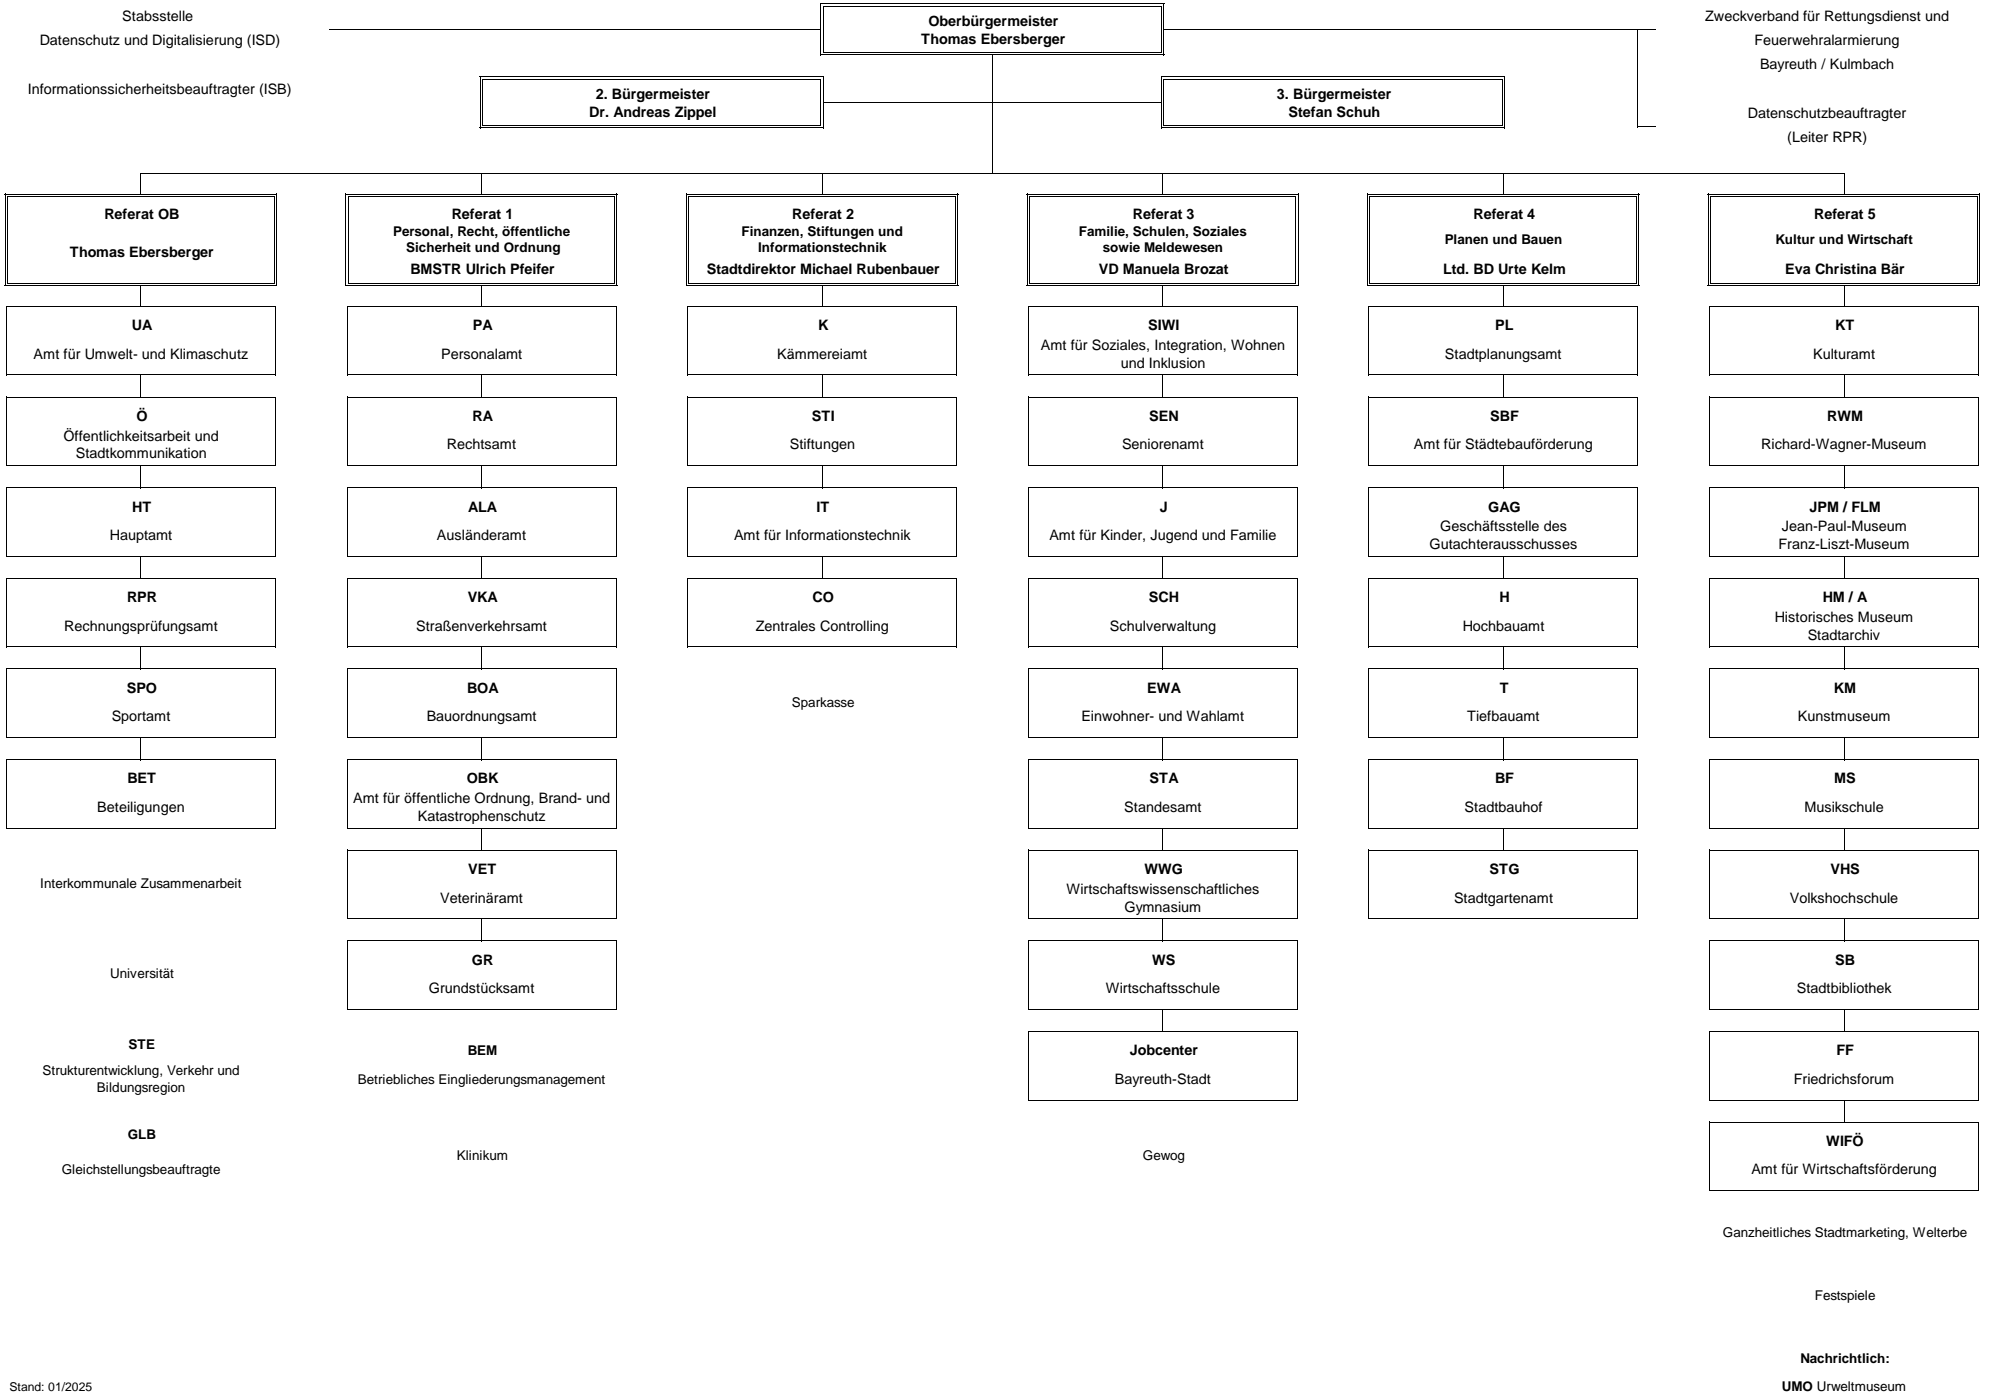 Stabsstelle
Datenschutz und Digitalisierung (ISD)
Informationssicherheitsbeauftragter (ISB)
Oberbürgermeister
Thomas Ebersberger
Zweckverband für Rettungsdienst und
Feuerwehralarmierung
Bayreuth / Kulmbach
Datenschutzbeauftragter
(Leiter RPR)
2. Bürgermeister
Dr. Andreas Zippel
3. Bürgermeister
Stefan Schuh
Referat OB
Thomas Ebersberger
UA
Amt für Umwelt- und Klimaschutz
Ö
Öffentlichkeitsarbeit und
Stadtkommunikation
HT
Hauptamt
RPR
Rechnungsprüfungsamt
SPO
Sportamt
BET
Beteiligungen
Interkommunale Zusammenarbeit
Universität
STE
Strukturentwicklung, Verkehr und
Bildungsregion
GLB
Gleichstellungsbeauftragte
Referat 1
Personal, Recht, öffentliche
Sicherheit und Ordnung
BMSTR Ulrich Pfeifer
PA
Personalamt
RA
Rechtsamt
ALA
Ausländeramt
VKA
Straßenverkehrsamt
BOA
Bauordnungsamt
OBK
Amt für öffentliche Ordnung, Brand- und
Katastrophenschutz
VET
Veterinäramt
GR
Grundstücksamt
BEM
Betriebliches Eingliederungsmanagement
Klinikum
Referat 2
Finanzen, Stiftungen und
Informationstechnik
Stadtdirektor Michael Rubenbauer
K
Kämmereiamt
STI
Stiftungen
IT
Amt für Informationstechnik
CO
Zentrales Controlling
Sparkasse
Referat 3
Familie, Schulen, Soziales
sowie Meldewesen
VD Manuela Brozat
SIWI
Amt für Soziales, Integration, Wohnen
und Inklusion
SEN
Seniorenamt
J
Amt für Kinder, Jugend und Familie
SCH
Schulverwaltung
EWA
Einwohner- und Wahlamt
STA
Standesamt
WWG
Wirtschaftswissenschaftliches
Gymnasium
WS
Wirtschaftsschule
Jobcenter
Bayreuth-Stadt
Gewog
Referat 4
Planen und Bauen
Ltd. BD Urte Kelm
PL
Stadtplanungsamt
SBF
Amt für Städtebauförderung
GAG
Geschäftsstelle des
Gutachterausschusses
H
Hochbauamt
T
Tiefbauamt
BF
Stadtbauhof
STG
Stadtgartenamt
Referat 5
Kultur und Wirtschaft
Eva Christina Bär
KT
Kulturamt
RWM
Richard-Wagner-Museum
JPM / FLM
Jean-Paul-Museum
Franz-Liszt-Museum
HM / A
Historisches Museum
Stadtarchiv
KM
Kunstmuseum
MS
Musikschule
VHS
Volkshochschule
SB
Stadtbibliothek
FF
Friedrichsforum
WIFÖ
Amt für Wirtschaftsförderung
Ganzheitliches Stadtmarketing, Welterbe
Festspiele
Nachrichtlich:
UMO Urweltmuseum
Stand: 01/2025